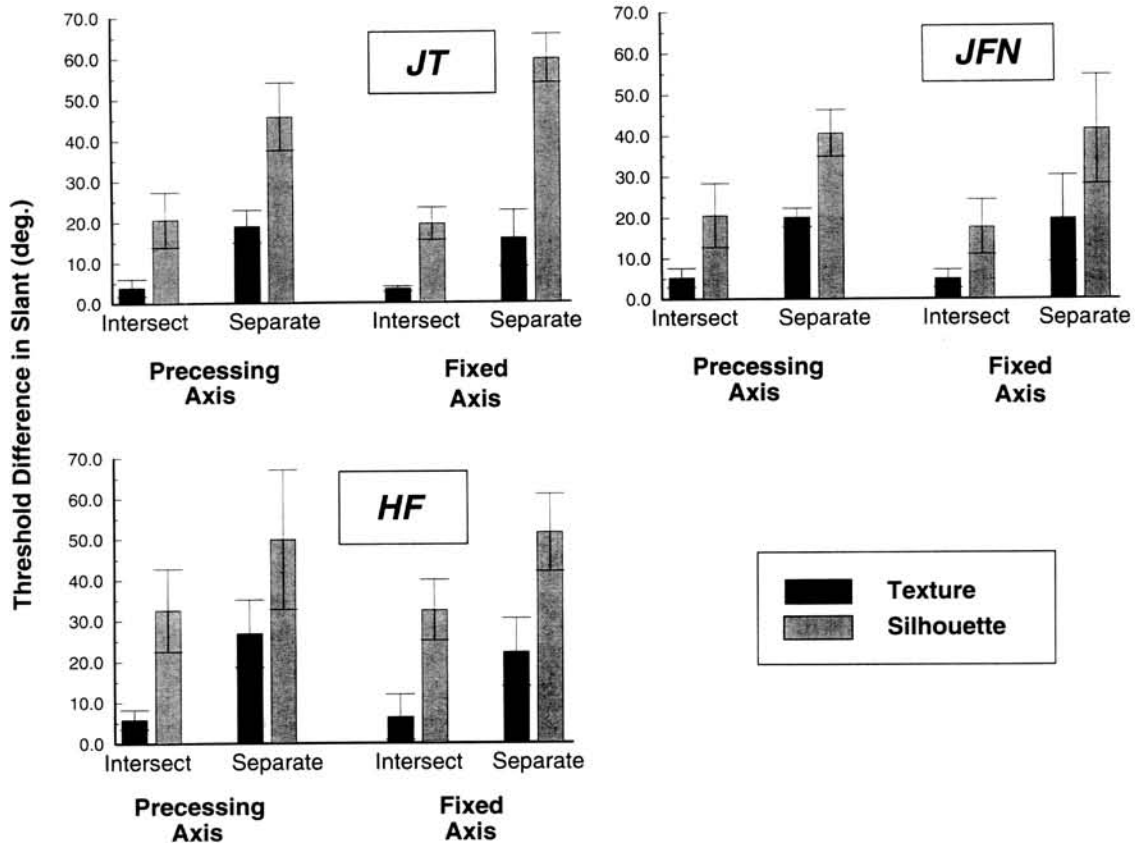 Threshold Difference in Slant (deg.)
JT
70.0
60.0
50.0
40.0
30.0
20.0
10.0
0.0
Intersect Separate Intersect Separate
Precessing Axis
Fixed Axis
JFN
70.0
60.0
50.0
40.0
30.0
20.0
10.0
0.0
Intersect Separate Intersect Separate
Precessing Axis
Fixed Axis
HF
70.0
60.0
50.0
40.0
30.0
20.0
10.0
0.0
Intersect Separate Intersect Separate
Precessing Axis
Fixed Axis
Texture
Silhouette